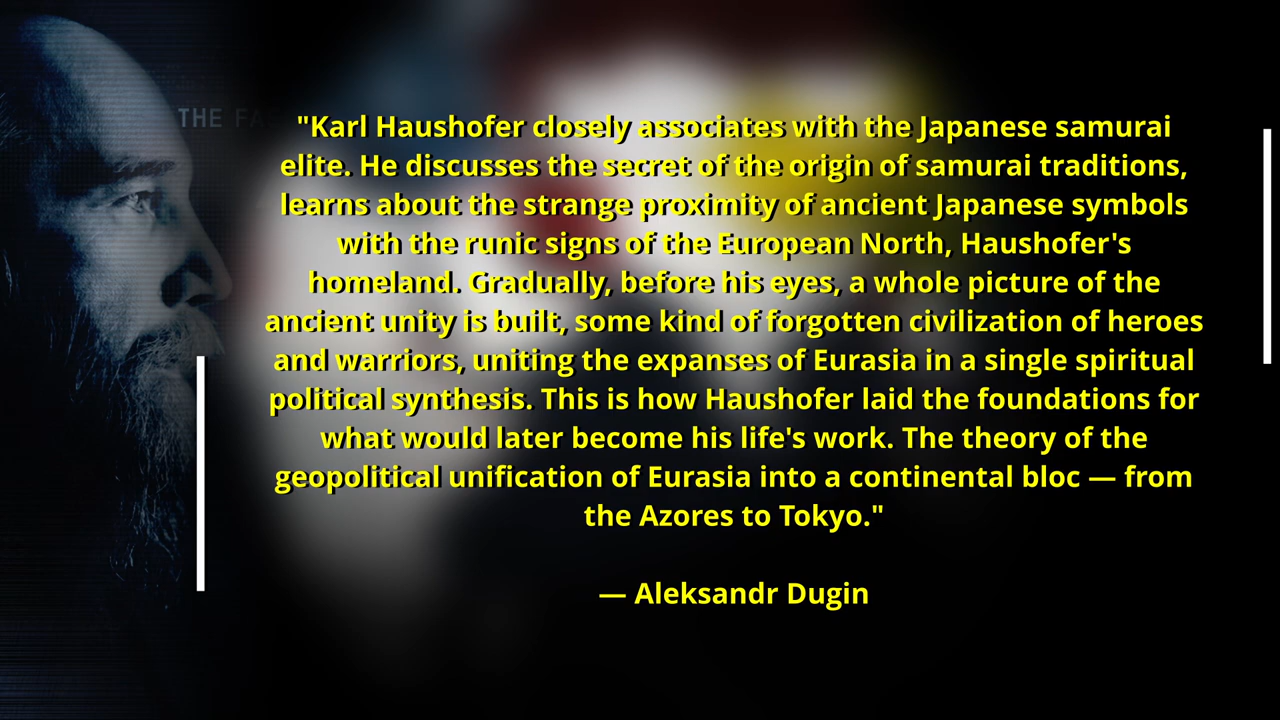 THE FA
"Karl Haushofer closely associates with the Japanese samurai
elite. He discusses the secret of the origin of samurai traditions,
learns about the strange proximity of ancient Japanese symbols
with the runic signs of the European North, Haushofer's
homeland. Gradually, before his eyes, a whole picture of the
ancient unity is built, some kind of forgotten civilization of heroes
and warriors, uniting the expanses of Eurasia in a single spiritual
political synthesis. This is how Haushofer laid the foundations for
what would later become his life's work. The theory of the
geopolitical unification of Eurasia into a continental bloc — from
the Azores to Tokyo."
— Aleksandr Dugin